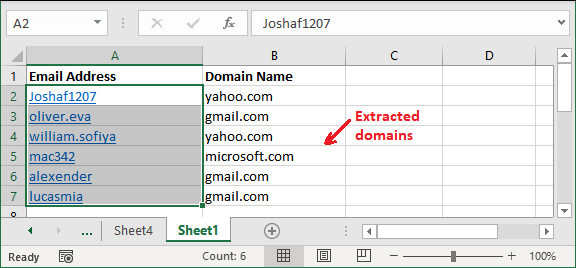 A2 fx Joshaf1207
A B C D
1 Email Address Domain Name
2 Joshaf1207 yahoo.com
3 oliver.eva gmail.com
4 william.sofiya yahoo.com
5 mac342 microsoft.com
6 alexender gmail.com
7 lucasmia gmail.com
Extracted
domains
... Sheet4 Sheet1
Ready Count: 6 100%